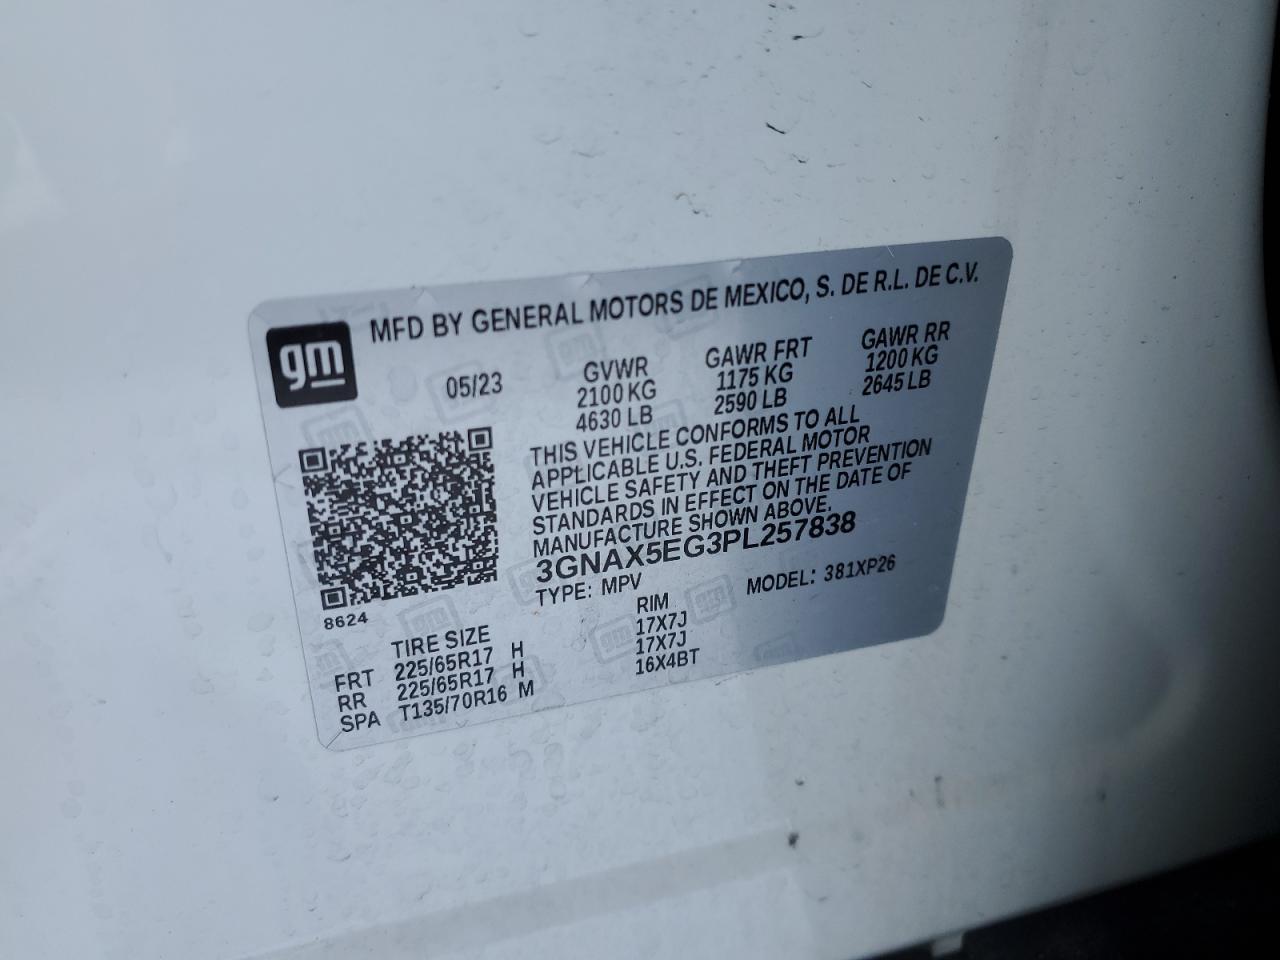 gm
MFD BY GENERAL MOTORS DE MEXICO, S. DE R.L. DE C.V.
05/23
GVWR
2100 KG
4630 LB
GAWR FRT
1175 KG
2590 LB
GAWR RR
1200 KG
2645 LB
THIS VEHICLE CONFORMS TO ALL
APPLICABLE U.S. FEDERAL MOTOR
VEHICLE SAFETY AND THEFT PREVENTION
STANDARDS IN EFFECT ON THE DATE OF
MANUFACTURE SHOWN ABOVE.
3GNAX5EG3PL257838
TYPE: MPV MODEL: 381XP26
8624
TIRE SIZE RIM
FRT 225/65R17 H 17X7J
RR 225/65R17 H 17X7J
SPA T135/70R16 M 16X4BT